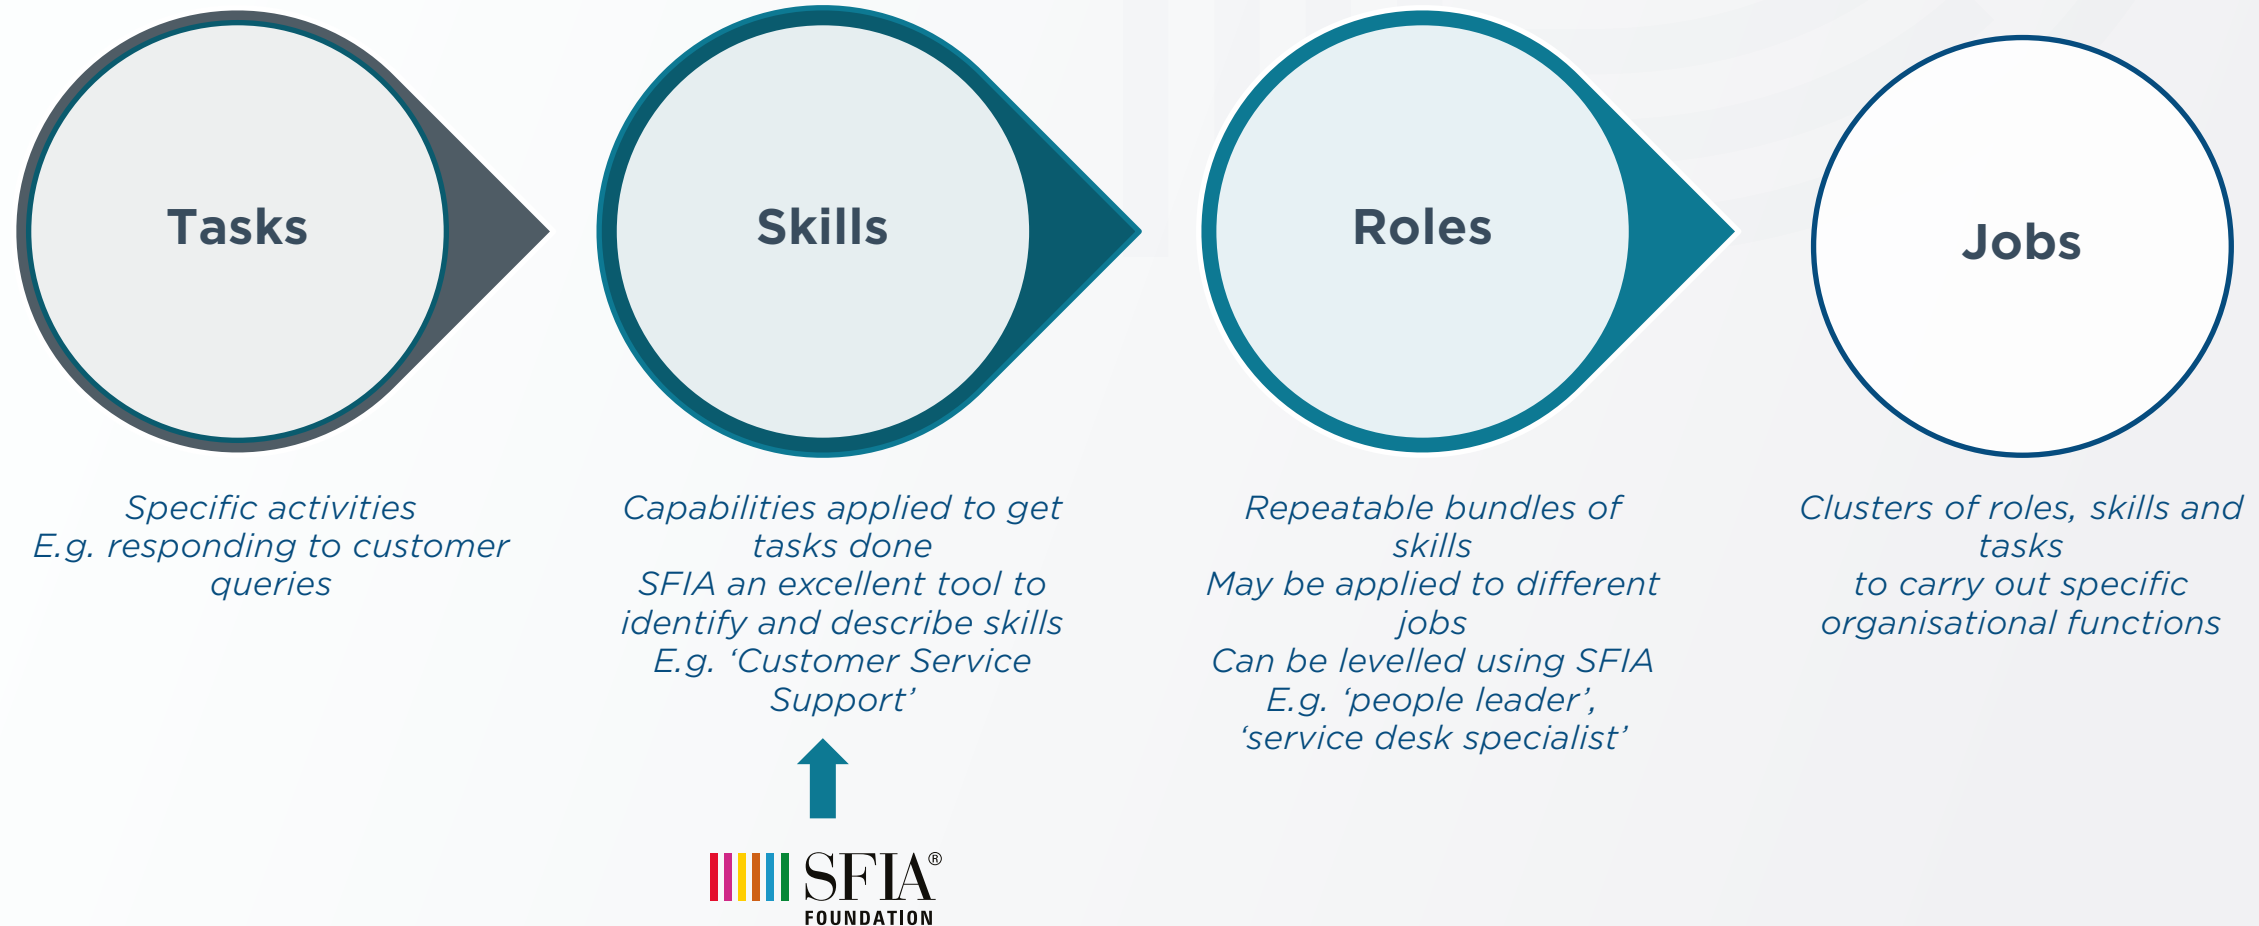 Tasks
Skills
Roles
Jobs
Specific activities
E.g. responding to customer
queries
Capabilities applied to get
tasks done
SFIA an excellent tool to
identify and describe skills
E.g. ‘Customer Service
Support’
Repeatable bundles of
skills
May be applied to different
jobs
Can be levelled using SFIA
E.g. ‘people leader’,
‘service desk specialist’
Clusters of roles, skills and
tasks
to carry out specific
organisational functions
SFIA®
FOUNDATION